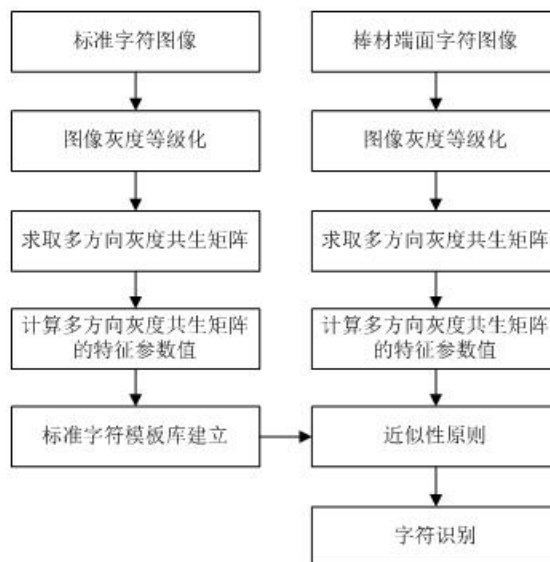 标准字符图像
棒材端面字符图像
图像灰度等级化
图像灰度等级化
求取多方向灰度共生矩阵
求取多方向灰度共生矩阵
计算多方向灰度共生矩阵
的特征参数值
计算多方向灰度共生矩阵
的特征参数值
标准字符模板库建立
近似性原则
字符识别